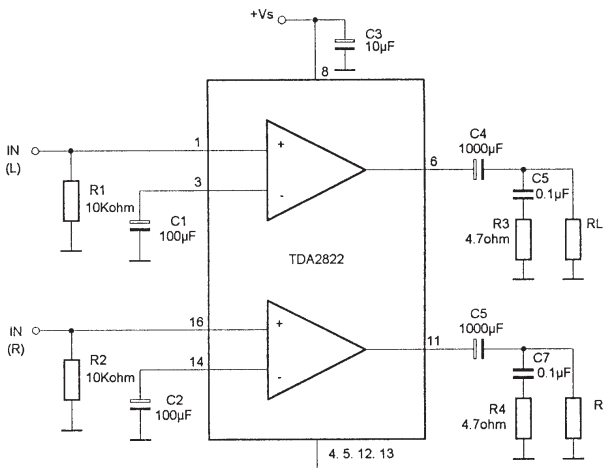 +Vs
C3
10µF
8
IN
(L)
1
+
R1
10Kohm
3
-
C1
100µF
6
C4
1000µF
C5
0.1µF
R3
4.7ohm
RL
TDA2822
IN
(R)
16
+
R2
10Kohm
14
-
C2
100µF
11
C5
1000µF
C7
0.1µF
R4
4.7ohm
R
4. 5. 12. 13